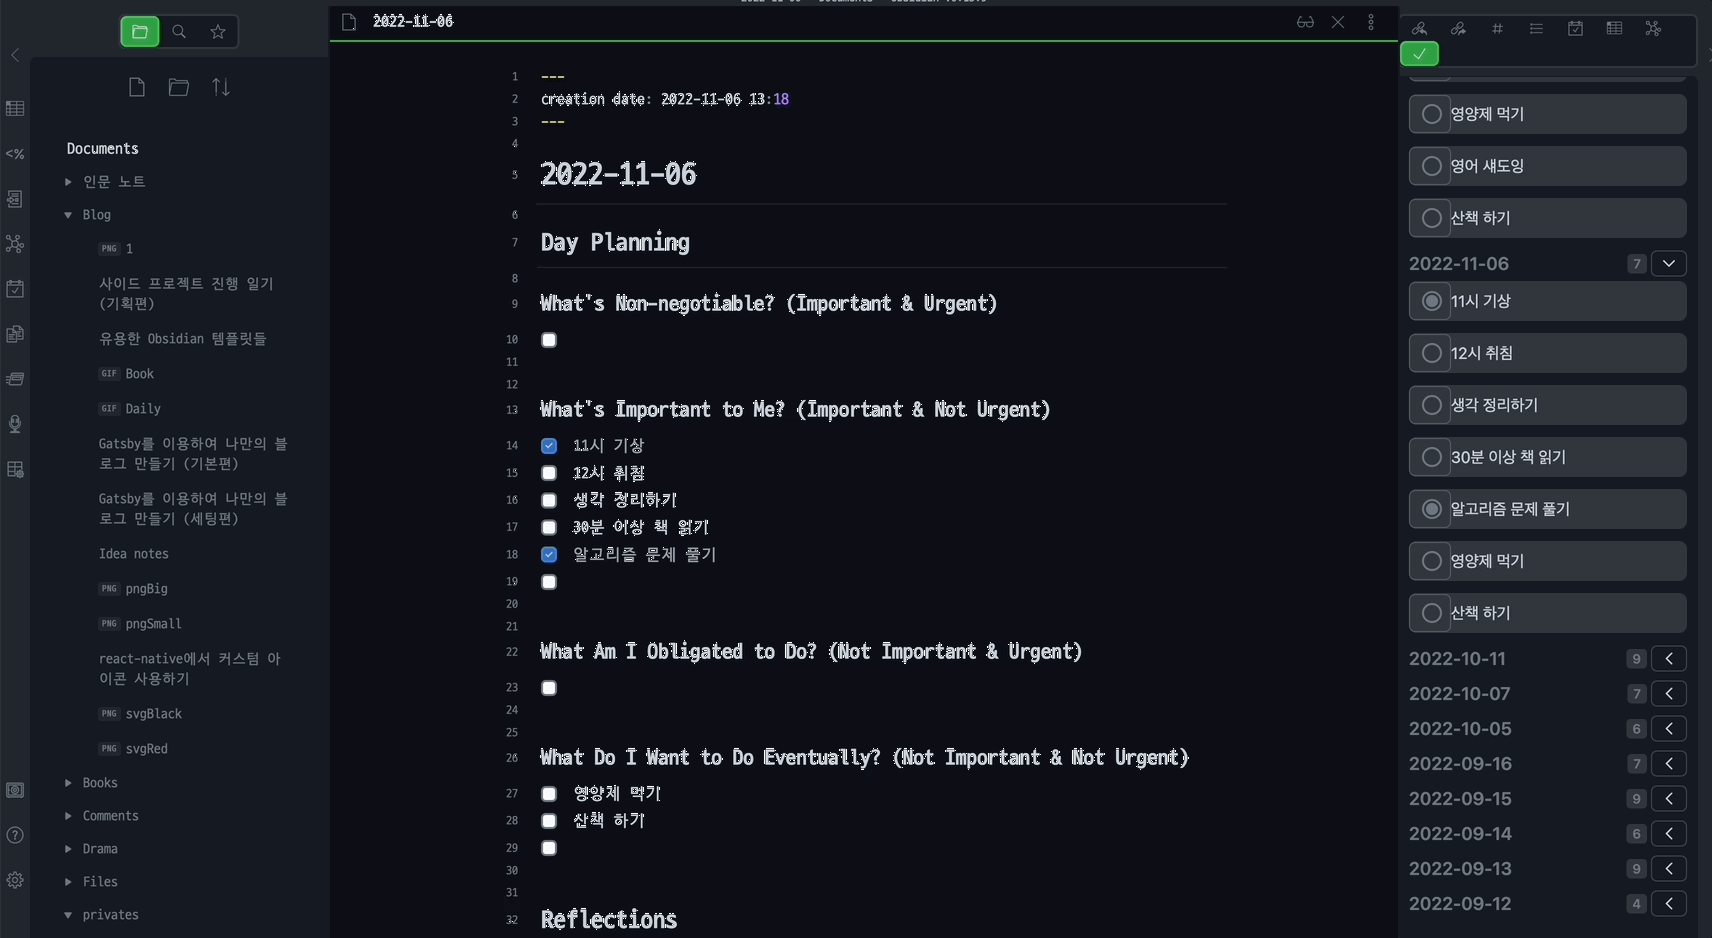 2022-11-06
Documents
인문 노트
Blog
PNG 1
사이드 프로젝트 진행 일기
(기획편)
유용한 Obsidian 템플릿들
GIF Book
GIF Daily
Gatsby를 이용하여 나만의 블
로그 만들기 (기본편)
Gatsby를 이용하여 나만의 블
로그 만들기 (세팅편)
Idea notes
PNG pngBig
PNG pngSmall
react-native에서 커스텀 아
이콘 사용하기
PNG svgBlack
PNG svgRed
Books
Comments
Drama
Files
privates
1 ---
2 creation date: 2022-11-06 13:18
3 ---
4
5 2022-11-06
6
7 Day Planning
8
9 What's Non-negotiable? (Important & Urgent)
10
11
12
13 What's Important to Me? (Important & Not Urgent)
14 11시 기상
15 12시 취침
16 생각 정리하기
17 30분 이상 책 읽기
18 알고리즘 문제 풀기
19
20
21
22 What Am I Obligated to Do? (Not Important & Urgent)
23
24
25
26 What Do I Want to Do Eventually? (Not Important & Not Urgent)
27 영양제 먹기
28 산책 하기
29
30
31
32 Reflections
영양제 먹기
영어 섀도잉
산책 하기
2022-11-06 7
11시 기상
12시 취침
생각 정리하기
30분 이상 책 읽기
알고리즘 문제 풀기
영양제 먹기
산책 하기
2022-10-11 9
2022-10-07 7
2022-10-05 6
2022-09-16 7
2022-09-15 9
2022-09-14 6
2022-09-13 9
2022-09-12 4